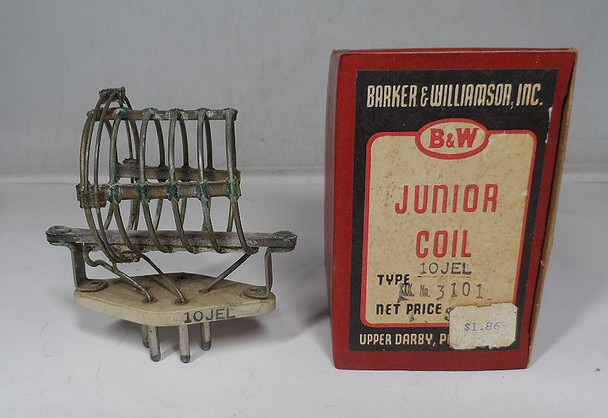 BARKER & WILLIAMSON, INC.
B&W
JUNIOR
COIL
TYPE 10JEL
No. 3101
NET PRICE
$1.86
UPPER DARBY,
10JEL